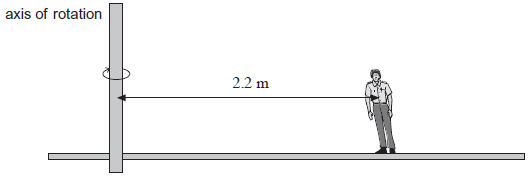 axis of rotation
2.2 m